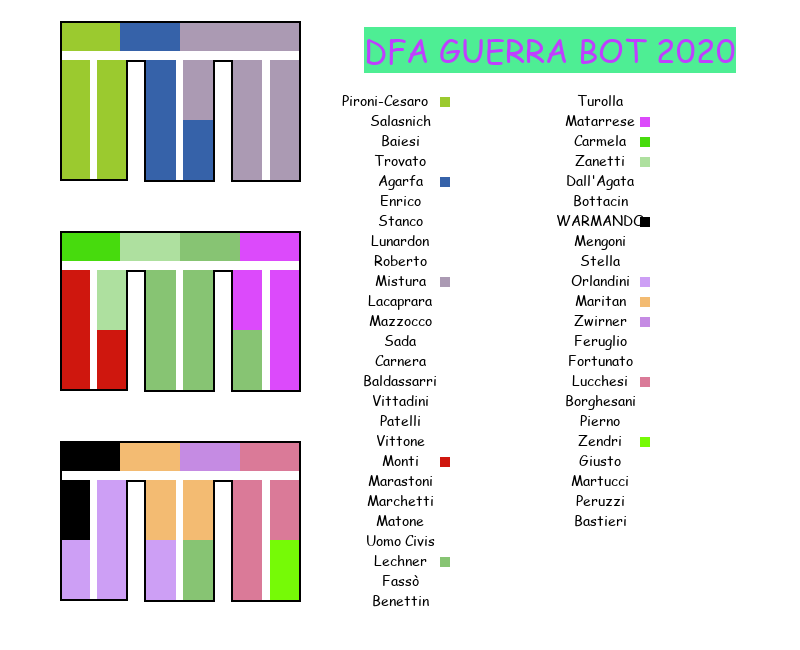 DFA GUERRA BOT 2020
Pironi-Cesaro
Salasnich
Baiesi
Trovato
Agarfa
Enrico
Stanco
Lunardon
Roberto
Mistura
Lacaprara
Mazzocco
Sada
Carnera
Baldassarri
Vittadini
Patelli
Vittone
Monti
Marastoni
Marchetti
Matone
Uomo Civis
Lechner
Fassò
Benettin
Turolla
Matarrese
Carmela
Zanetti
Dall'Agata
Bottacin
WARMANDO
Mengoni
Stella
Orlandini
Maritan
Zwirner
Feruglio
Fortunato
Lucchesi
Borghesani
Pierno
Zendri
Giusto
Martucci
Peruzzi
Bastieri